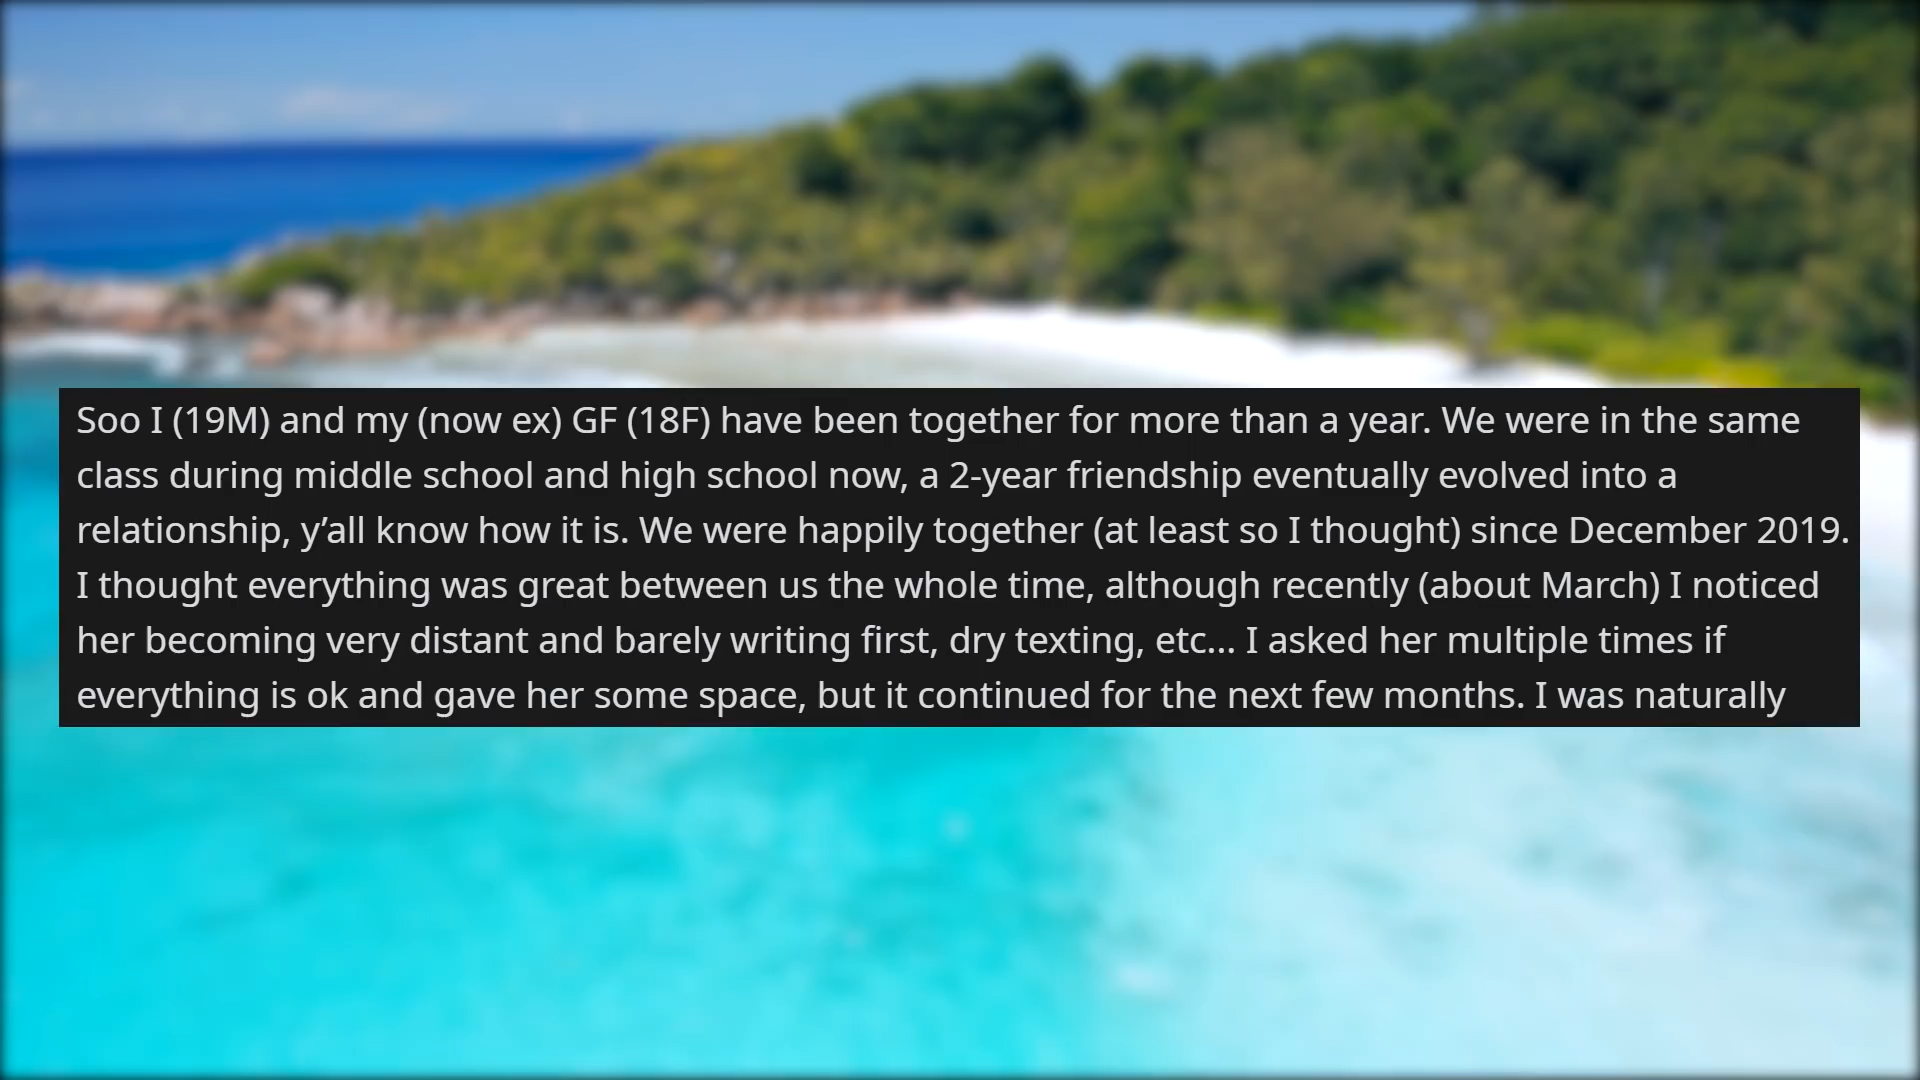 Soo I (19M) and my (now ex) GF (18F) have been together for more than a year. We were in the same
class during middle school and high school now, a 2-year friendship eventually evolved into a
relationship, y’all know how it is. We were happily together (at least so I thought) since December 2019.
I thought everything was great between us the whole time, although recently (about March) I noticed
her becoming very distant and barely writing first, dry texting, etc... I asked her multiple times if
everything is ok and gave her some space, but it continued for the next few months. I was naturally